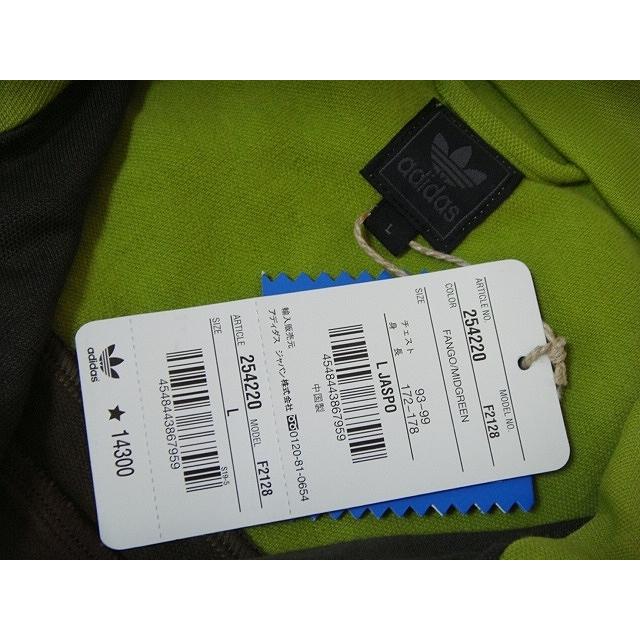 adidas
L
ARTICLE NO.
254220
MODEL NO.
F2128
COLOR
FANGO/MIDGREEN
SIZE
チェスト 93-99
身長 172-178
L JASPO
4548443867959
中国製
輸入販売元
アディダス ジャパン株式会社 0120-81-0654
ARTICLE 254220 MODEL F2128
SIZE L
4548443867959
S19-5
adidas
★ 14300